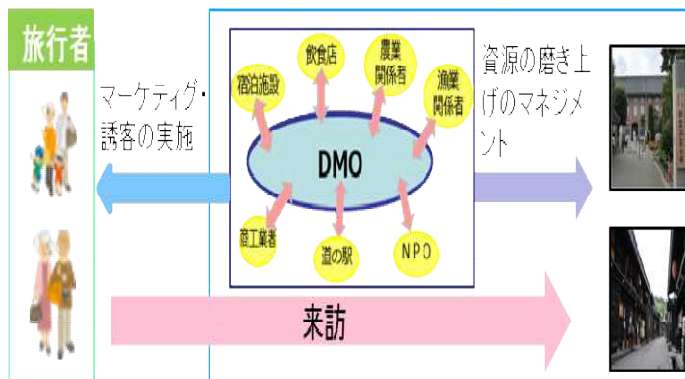 旅行者
マーケティグ・
誘客の実施
宿泊施設
飲食店
農業
関係者
漁業
関係者
DMO
商工業者
道の駅
NPO
資源の磨き上
げのマネジメ
ント
来訪